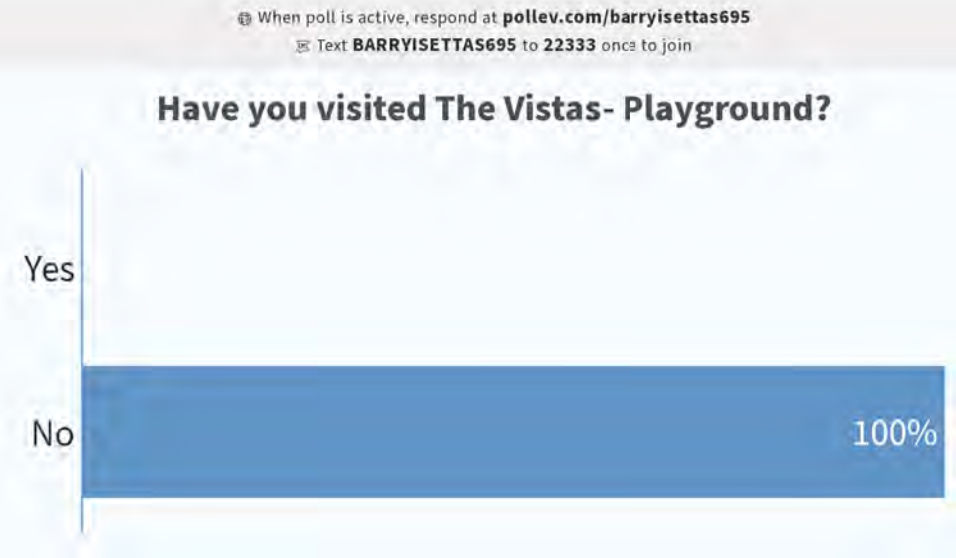 When poll is active, respond at pollev.com/barryisettas695
Text BARRYISETTAS695 to 22333 once to join
Have you visited The Vistas- Playground?
Yes
No
100%